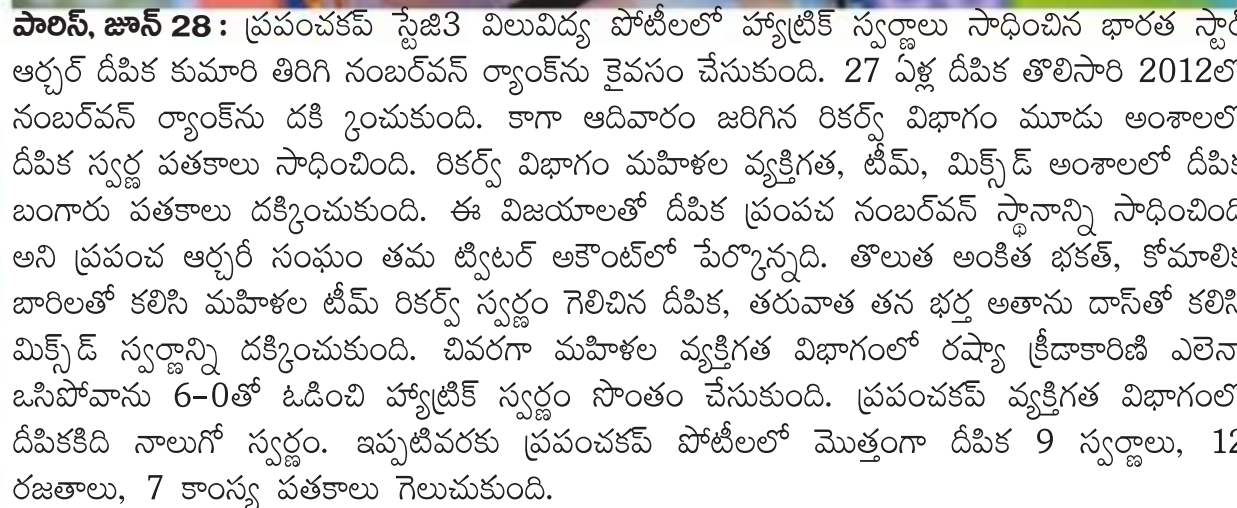 పారిస్, జూన్ 28 : ప్రపంచకప్ స్టేజి3 విలువిద్య పోటీలలో హ్యాట్రిక్ స్వర్ణాలు సాధించిన భారత స్టార్
ఆర్చర్ దీపిక కుమారి తిరిగి నంబర్‌వన్ ర్యాంక్‌ను కైవసం చేసుకుంది. 27 ఏళ్ల దీపిక తొలిసారి 2012లో
నంబర్‌వన్ ర్యాంక్‌ను దకి ్కంచుకుంది. కాగా ఆదివారం జరిగిన రికర్వ్ విభాగం మూడు అంశాలలో
దీపిక స్వర్ణ పతకాలు సాధించింది. రికర్వ్ విభాగం మహిళల వ్యక్తిగత, టీమ్, మిక్స్‌డ్ అంశాలలో దీపిక
బంగారు పతకాలు దక్కించుకుంది. ఈ విజయాలతో దీపిక ప్రంపచ నంబర్‌వన్ స్థానాన్ని సాధించింది
అని ప్రపంచ ఆర్చరీ సంఘం తమ ట్విటర్ అకౌంట్‌లో పేర్కొన్నది. తొలుత అంకిత భకత్, కోమాలిక
బారిలతో కలిసి మహిళల టీమ్ రికర్వ్ స్వర్ణం గెలిచిన దీపిక, తరువాత తన భర్త అతాను దాస్‌తో కలిసి
మిక్స్‌డ్ స్వర్ణాన్ని దక్కించుకుంది. చివరగా మహిళల వ్యక్తిగత విభాగంలో రష్యా క్రీడాకారిణి ఎలెనా
ఒసిపోవాను 6-0తో ఓడించి హ్యాట్రిక్ స్వర్ణం సొంతం చేసుకుంది. ప్రపంచకప్ వ్యక్తిగత విభాగంలో
దీపికకిది నాలుగో స్వర్ణం. ఇప్పటివరకు ప్రపంచకప్ పోటీలలో మొత్తంగా దీపిక 9 స్వర్ణాలు, 12
రజతాలు, 7 కాంస్య పతకాలు గెలుచుకుంది.